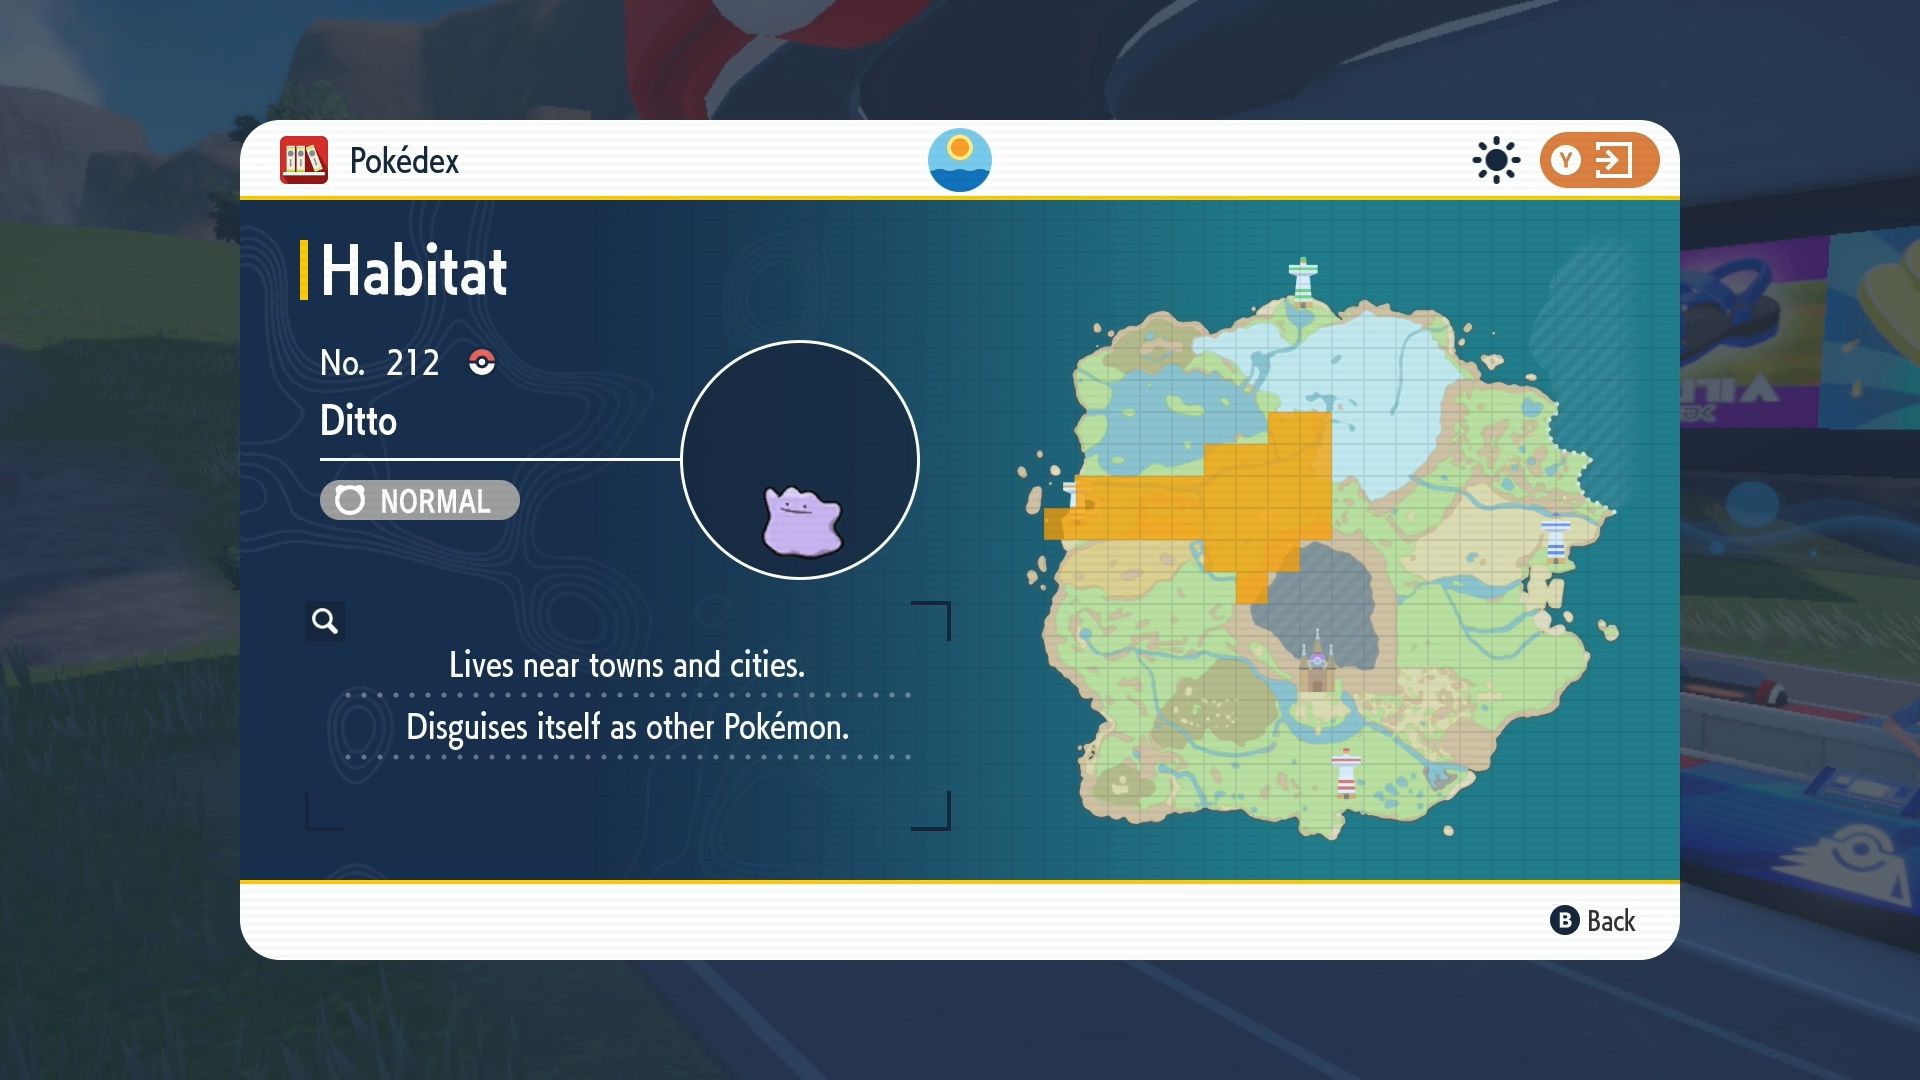 Pokédex
Y
Habitat
No. 212
Ditto
NORMAL
Lives near towns and cities.
Disguises itself as other Pokémon.
B Back